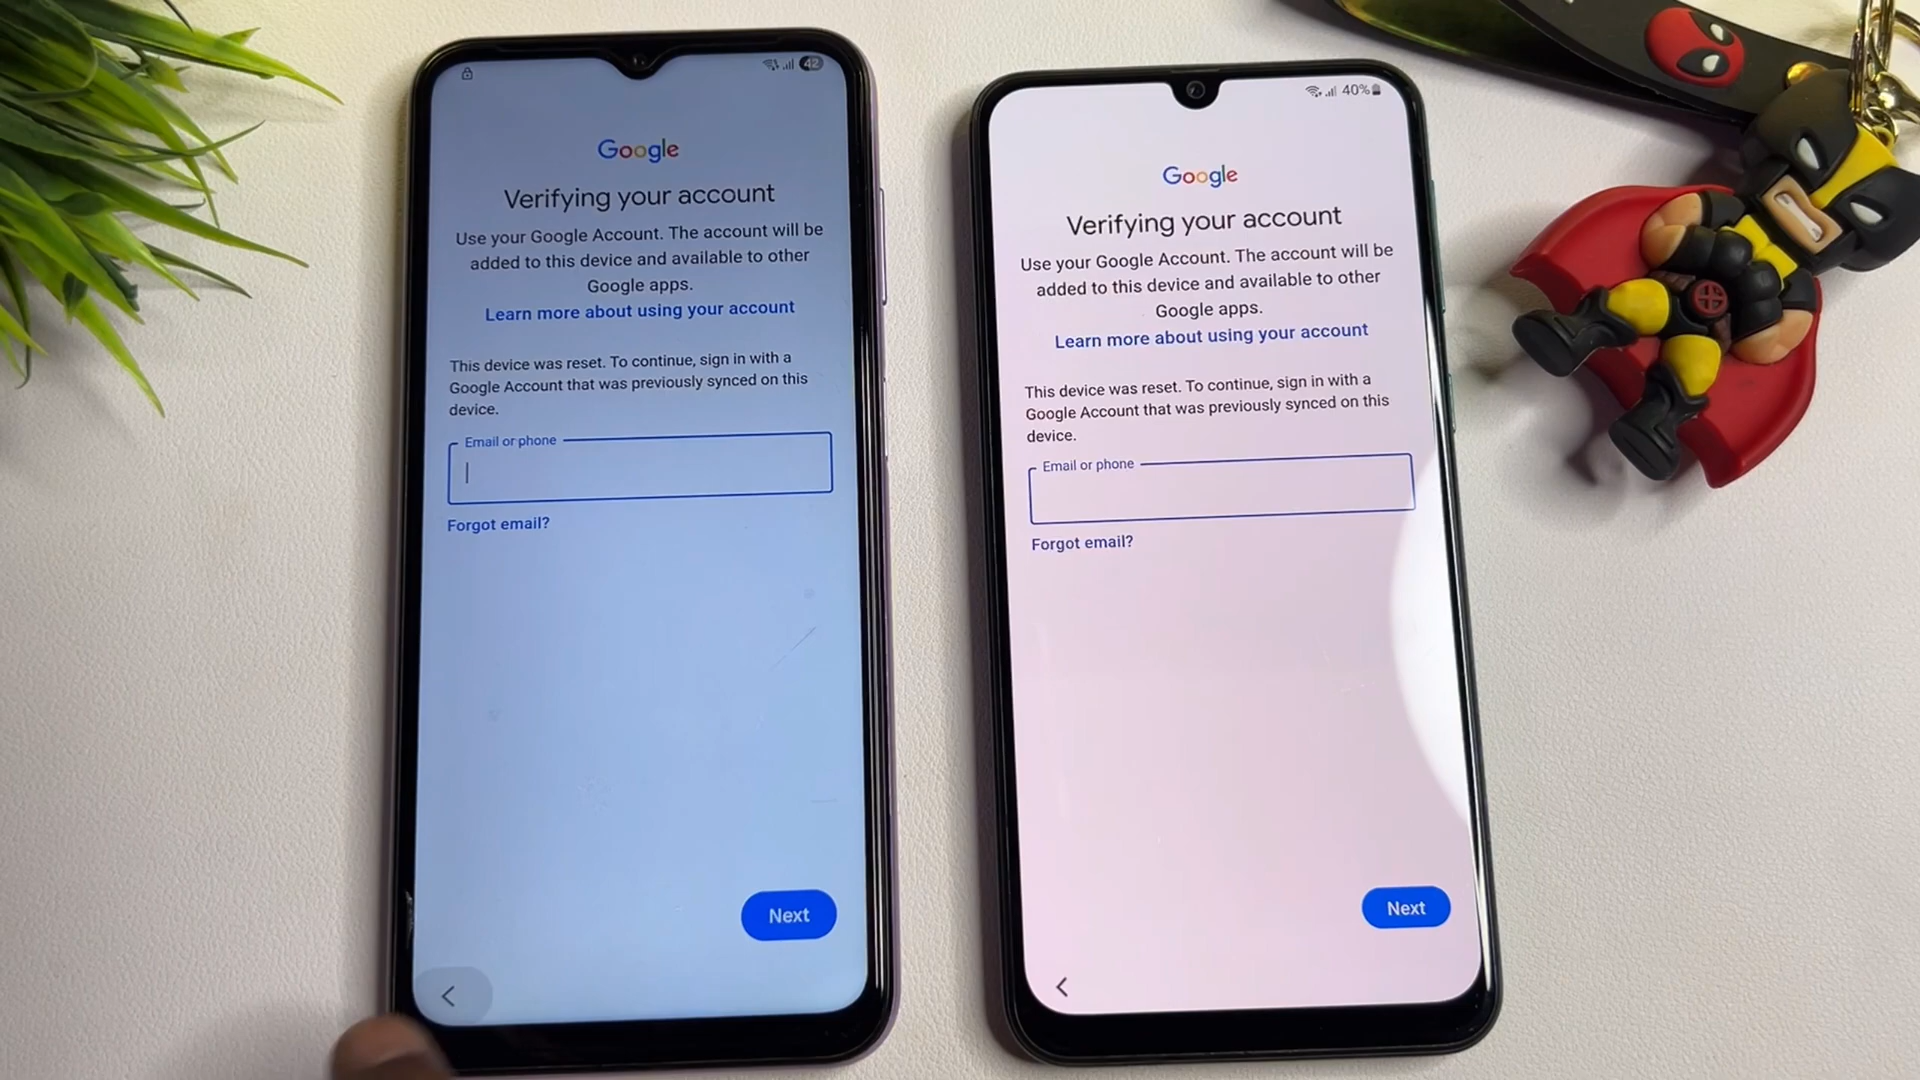 42
Google
Verifying your account
Use your Google Account. The account will be
added to this device and available to other
Google apps.
Learn more about using your account
This device was reset. To continue, sign in with a
Google Account that was previously synced on this
device.
Email or phone
Forgot email?
Next
40%
Google
Verifying your account
Use your Google Account. The account will be
added to this device and available to other
Google apps.
Learn more about using your account
This device was reset. To continue, sign in with a
Google Account that was previously synced on this
device.
Email or phone
Forgot email?
Next